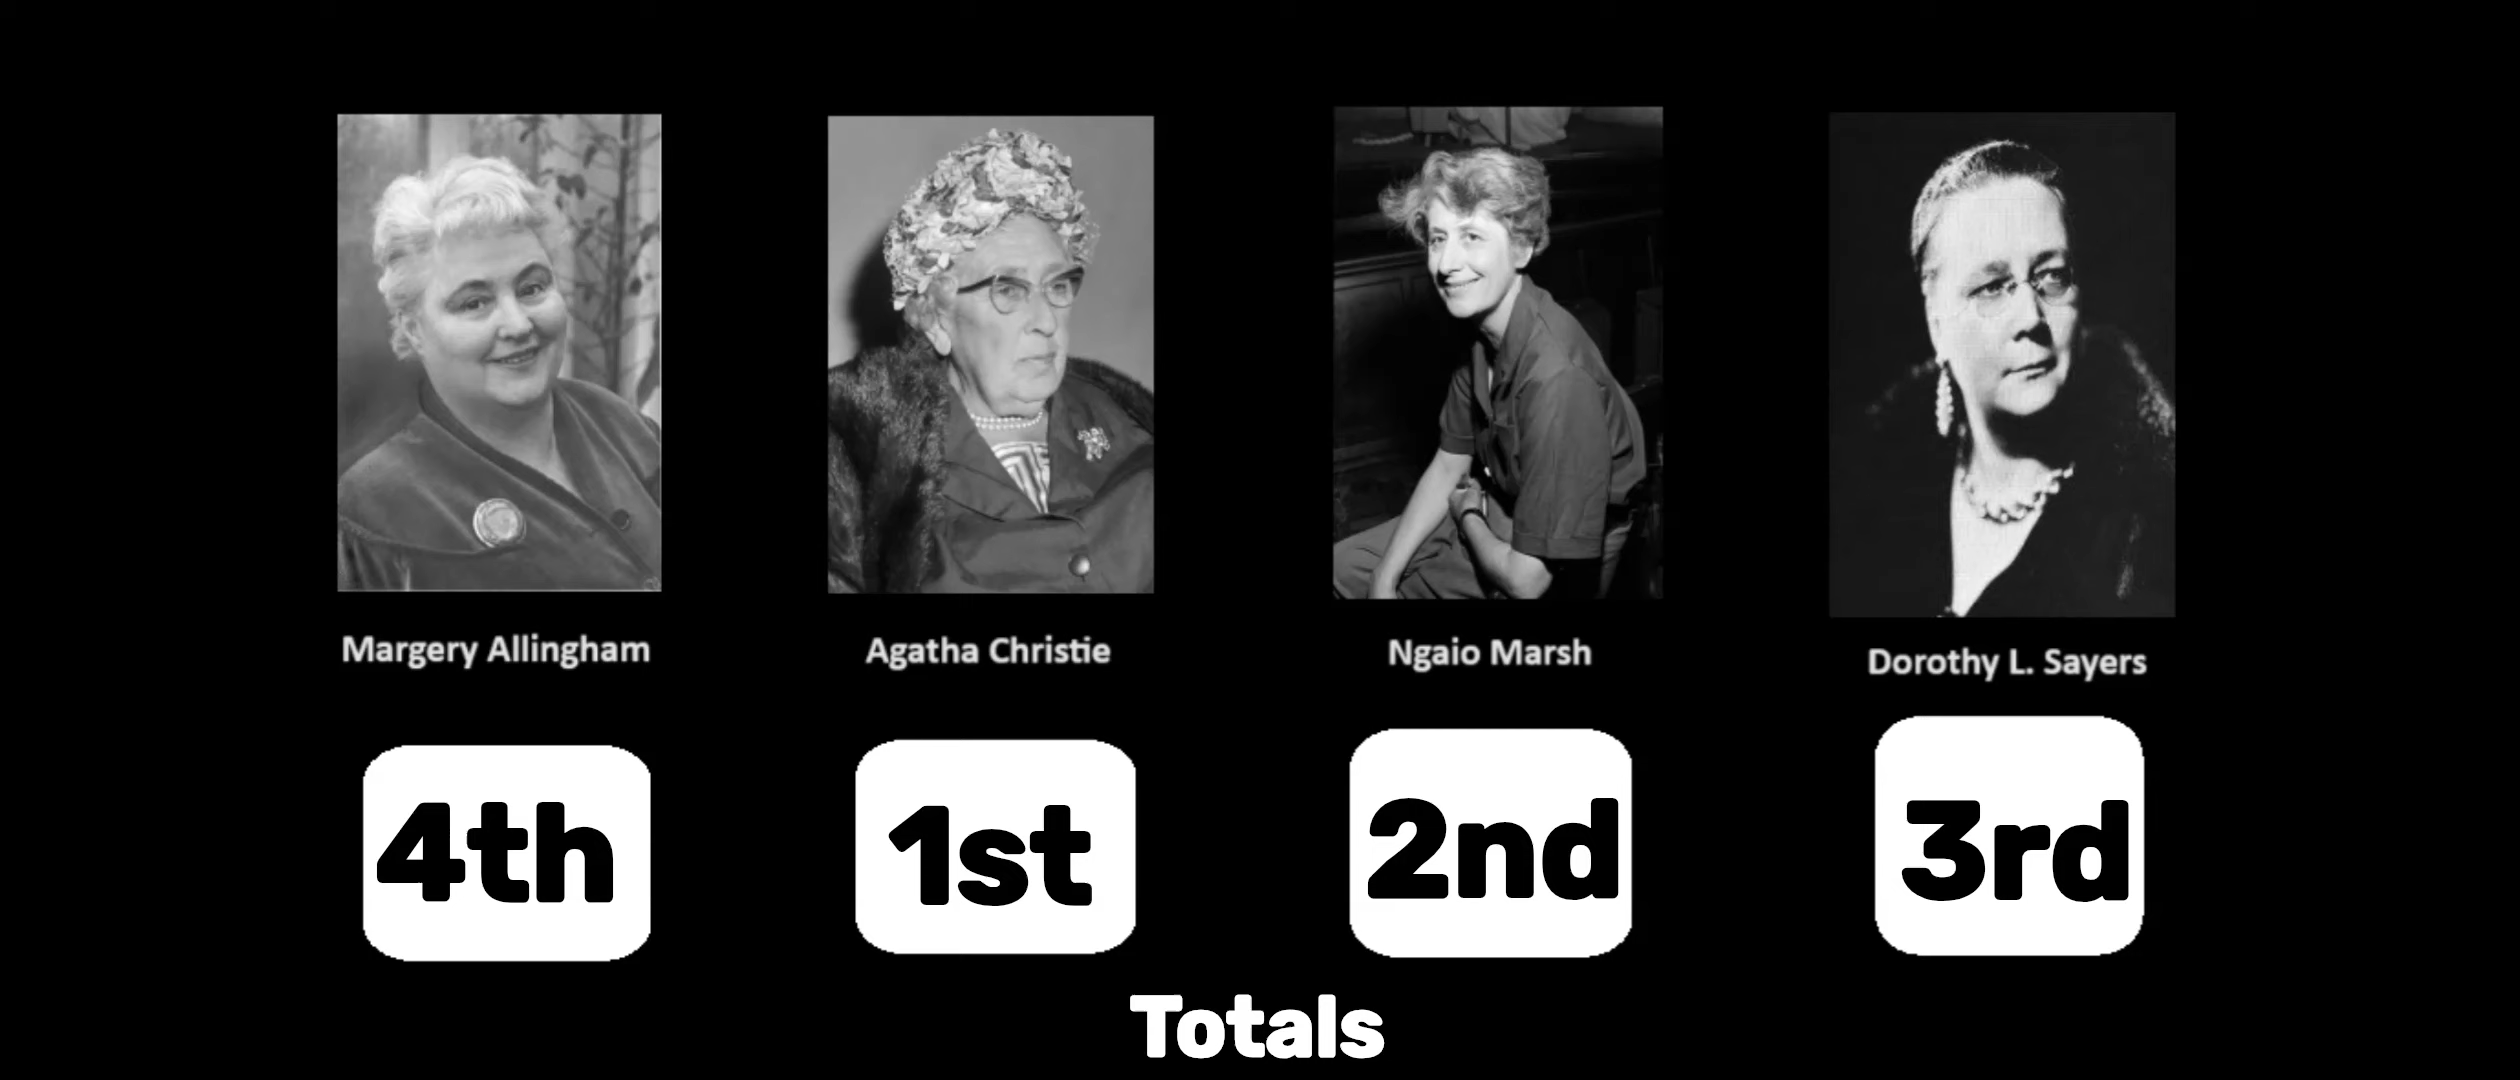 Margery Allingham
Agatha Christie
Ngaio Marsh
Dorothy L. Sayers
4th
1st
2nd
3rd
Totals